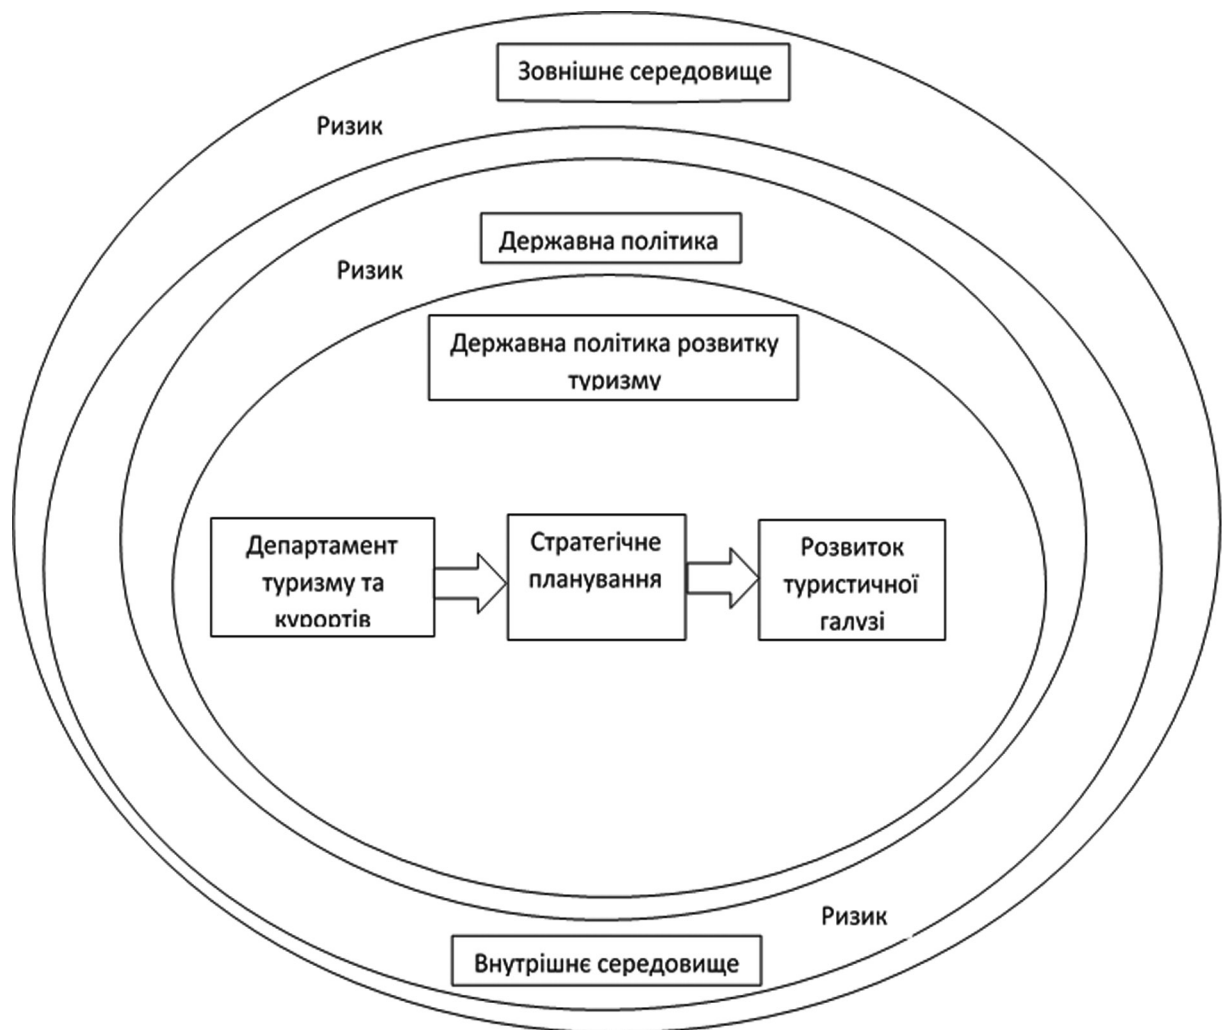 Зовнішнє середовище
Ризик
Державна політика
Ризик
Державна політика розвитку
туризму
Департамент
туризму та
курортів
Стратегічне
планування
Розвиток
туристичної
галузі
Ризик
Внутрішнє середовище